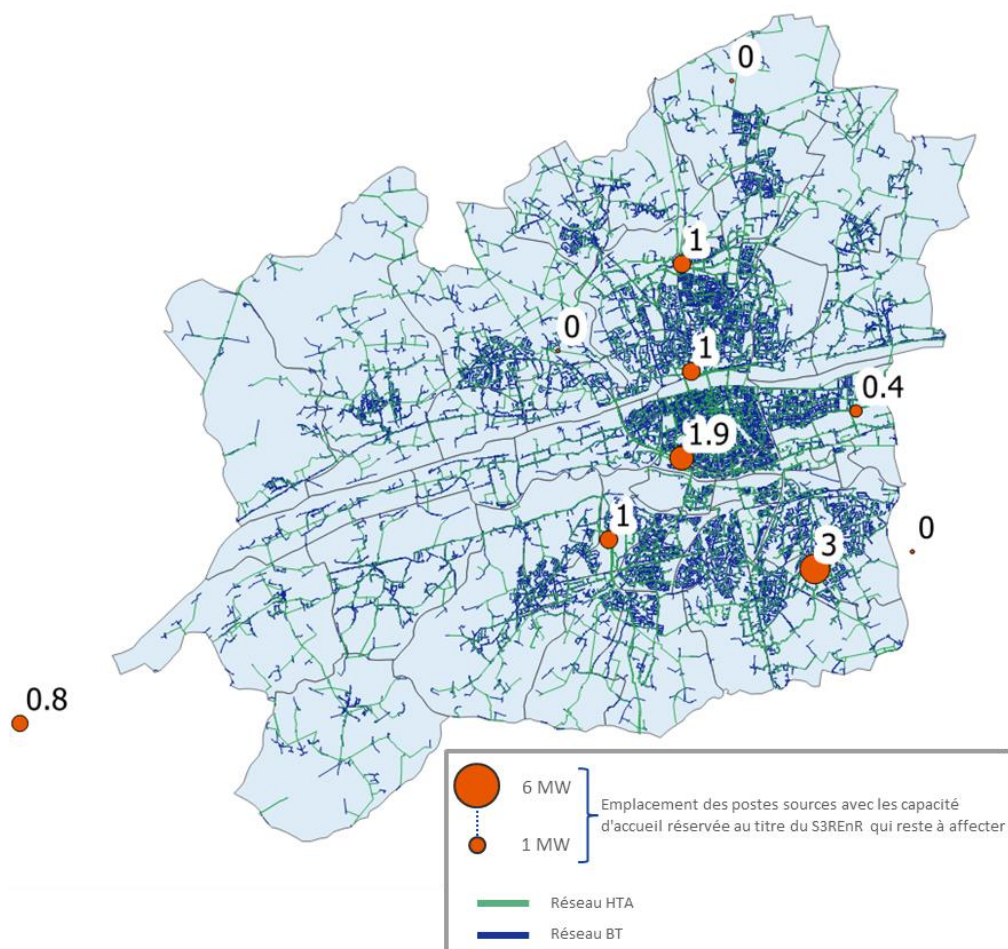 0
1
0
1
0.4
1.9
1
0
3
0.8
6 MW
Emplacement des postes sources avec les capacité
d'accueil réservée au titre du S3REnR qui reste à affecter
1 MW
Réseau HTA
Réseau BT